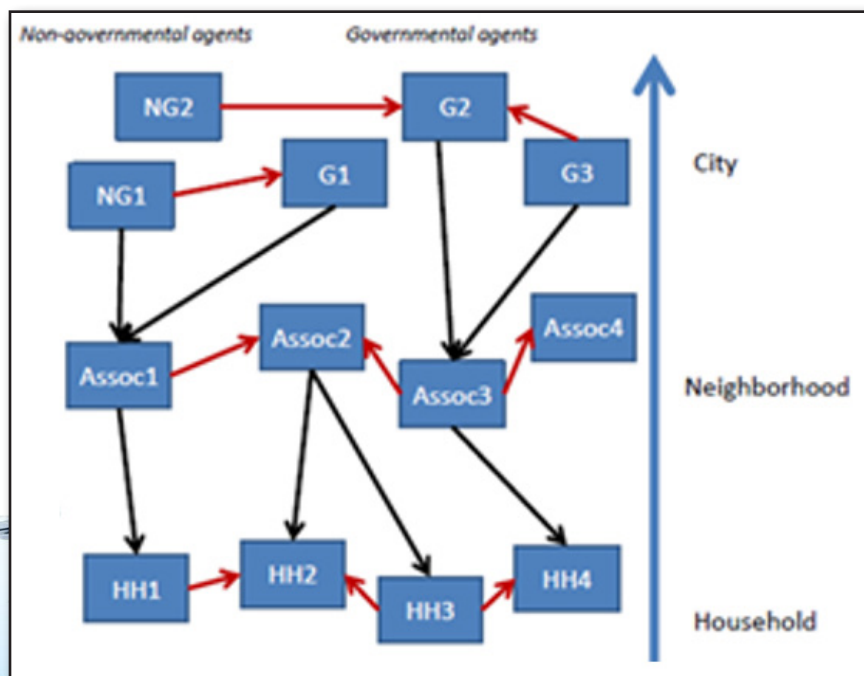 Non-governmental agents
Governmental agents
NG2
G2
City
NG1
G1
G3
Assoc1
Assoc2
Assoc3
Assoc4
Neighborhood
HH1
HH2
HH3
HH4
Household